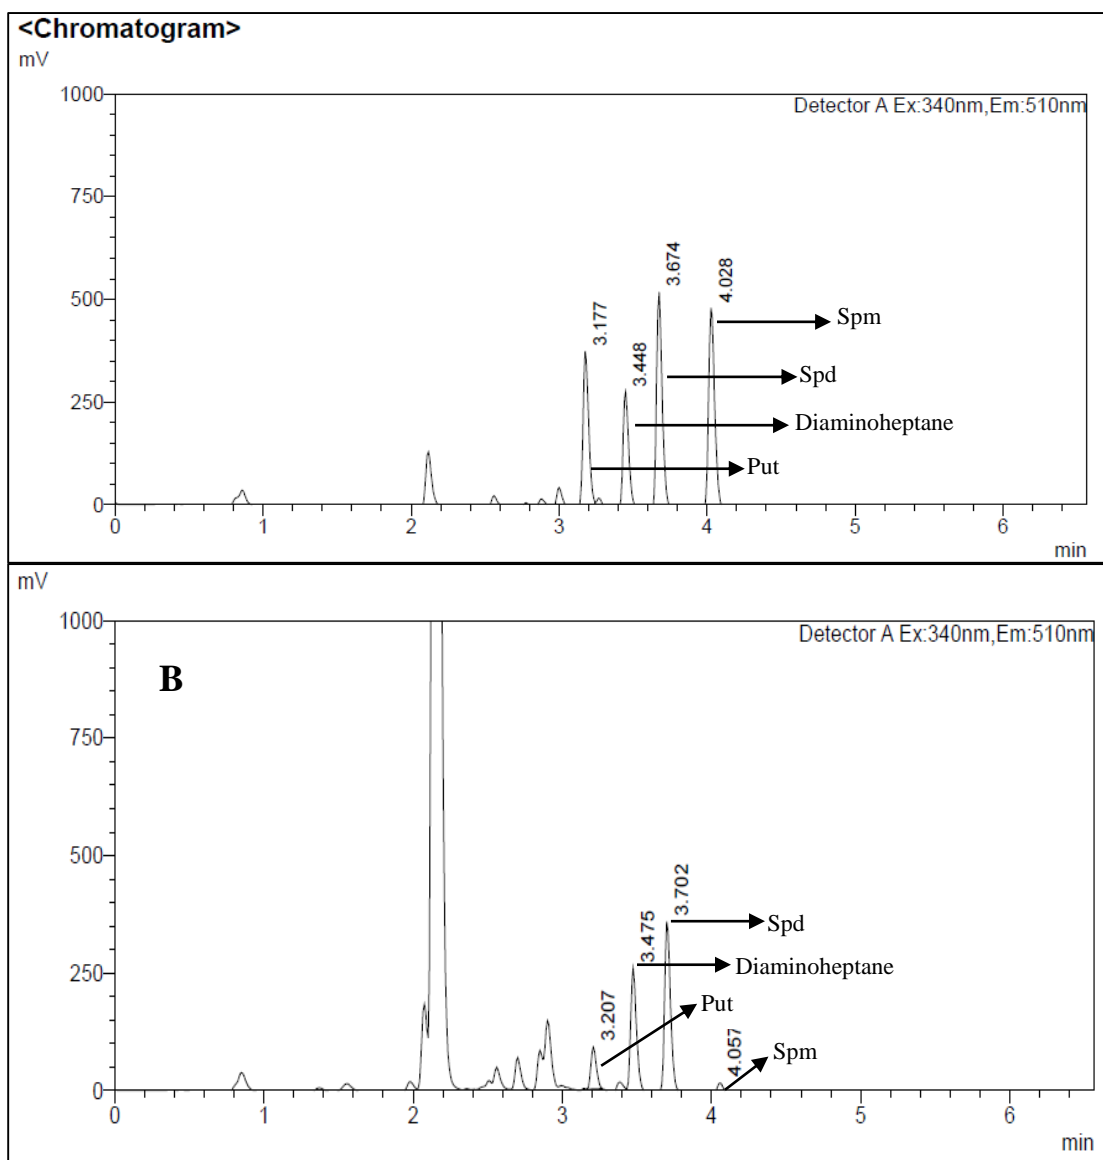 <Chromatogram>
mV
1000
Detector A Ex:340nm,Em:510nm
750
3.674
4.028
500
3.177
Spm
3.448
Spd
250
Diaminoheptane
Put
0
0 1 2 3 4 5 6
min
mV
1000
Detector A Ex:340nm,Em:510nm
B
750
500
3.702
Spd
3.475
Diaminoheptane
250
3.207
Put
4.057
Spm
0
0 1 2 3 4 5 6
min